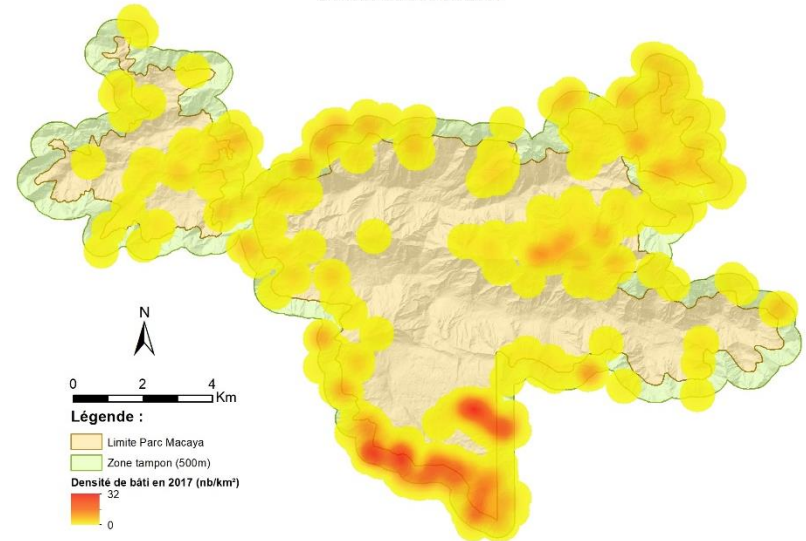 N
0 2 4
Km
Légende :
Limite Parc Macaya
Zone tampon (500m)
Densité de bâti en 2017 (nb/km²)
32
0